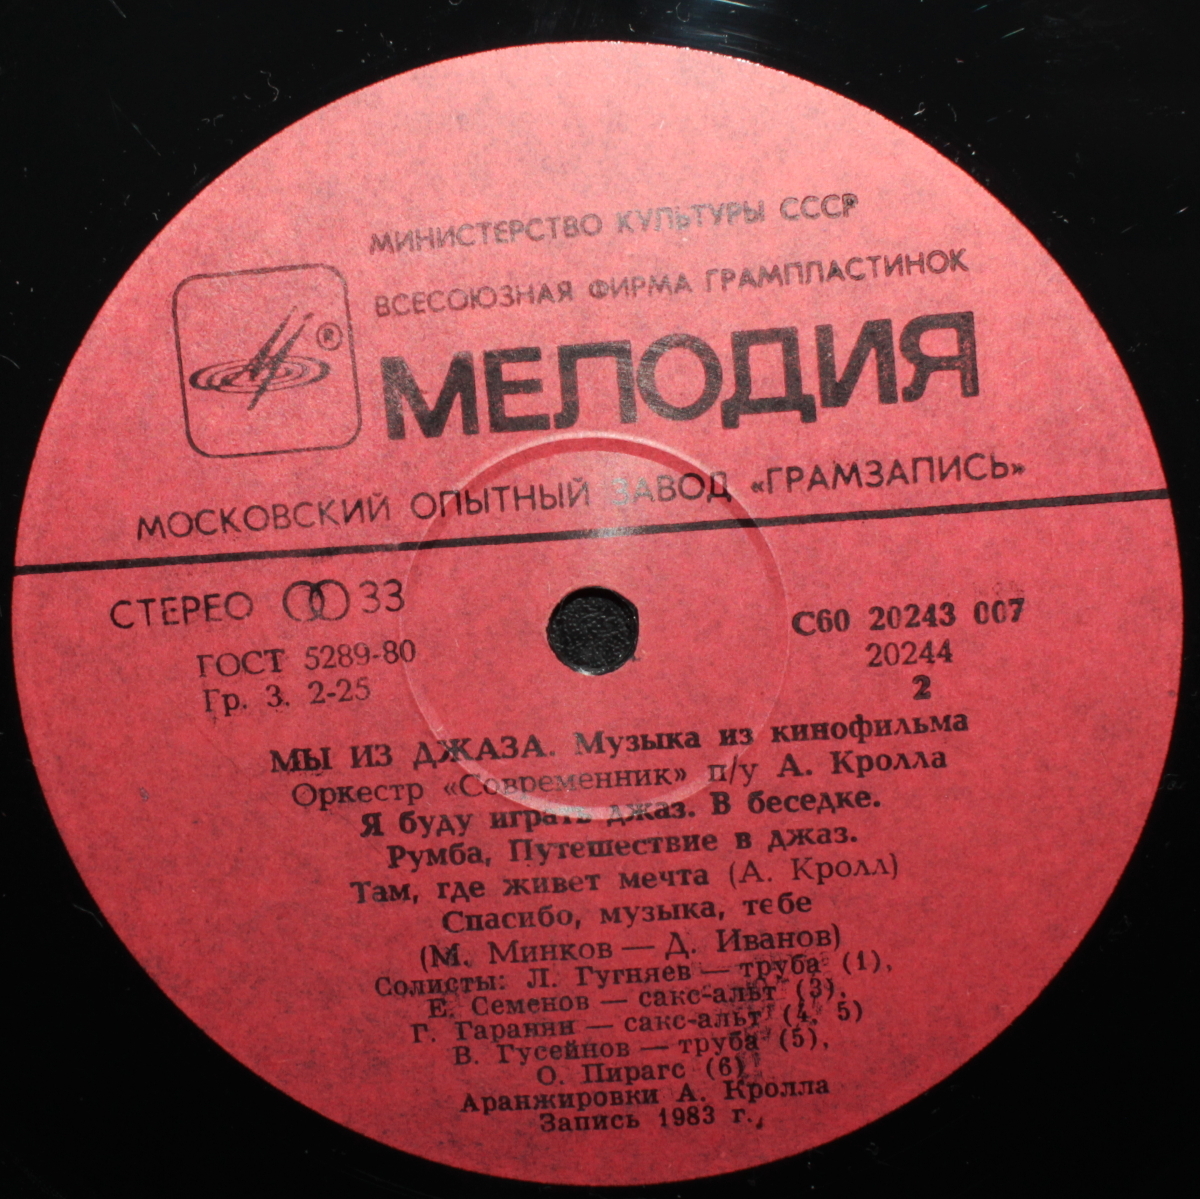 МИНИСТЕРСТВО КУЛЬТУРЫ СССР
ВСЕСОЮЗНАЯ ФИРМА ГРАМПЛАСТИНОК
®
МЕЛОДИЯ
МОСКОВСКИЙ ОПЫТНЫЙ ЗАВОД «ГРАМЗАПИСЬ»
СТЕРЕО 33
ГОСТ 5289-80
Гр. 3. 2-25
С60 20243 007
20244
2
МЫ ИЗ ДЖАЗА. Музыка из кинофильма
Оркестр «Современник» п/у А. Кролла
Я буду играть джаз. В беседке.
Румба, Путешествие в джаз.
Там, где живет мечта (А. Кролл)
Спасибо, музыка, тебе
(М. Минков — Д. Иванов)
Солисты: Л. Гугняев — труба (1),
Е. Семенов — сакс-альт (3),
Г. Гаранян — сакс-альт (4, 5)
В. Гусейнов — труба (5),
О. Пирагс (6)
Аранжировки А. Кролла
Запись 1983 г.